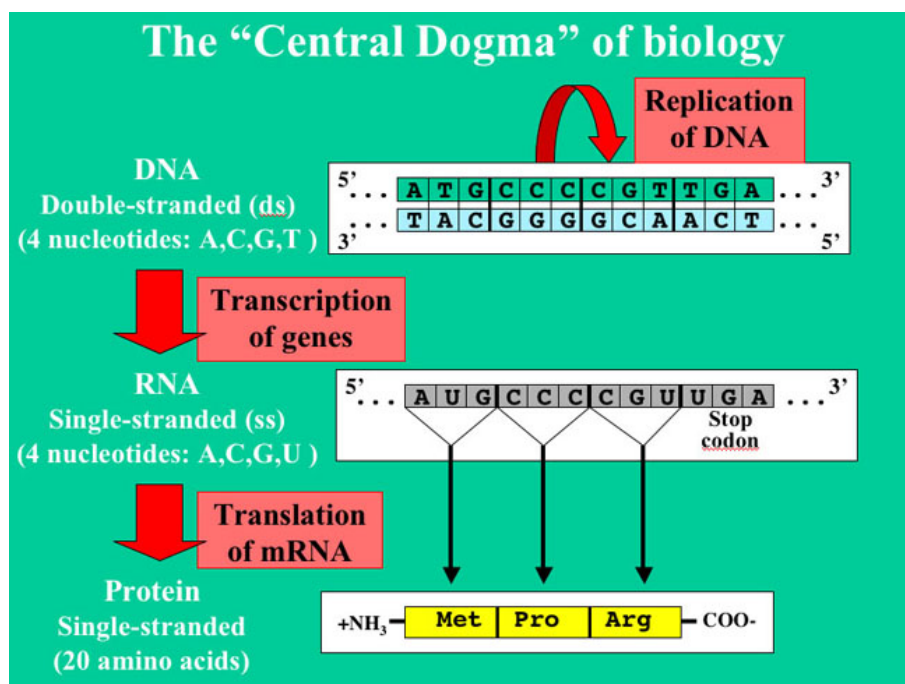 The “Central Dogma” of biology
Replication
of DNA
DNA
Double-stranded (ds)
(4 nucleotides: A,C,G,T )
5’ ... A T G C C C C G T T G A ... 3’
... T A C G G G G C A A C T ...
3’ 5’
Transcription
of genes
RNA
Single-stranded (ss)
(4 nucleotides: A,C,G,U )
5’ ... A U G C C C C G U U G A ... 3’
Stop
codon
Translation
of mRNA
Protein
Single-stranded
(20 amino acids)
+NH3 Met Pro Arg COO-